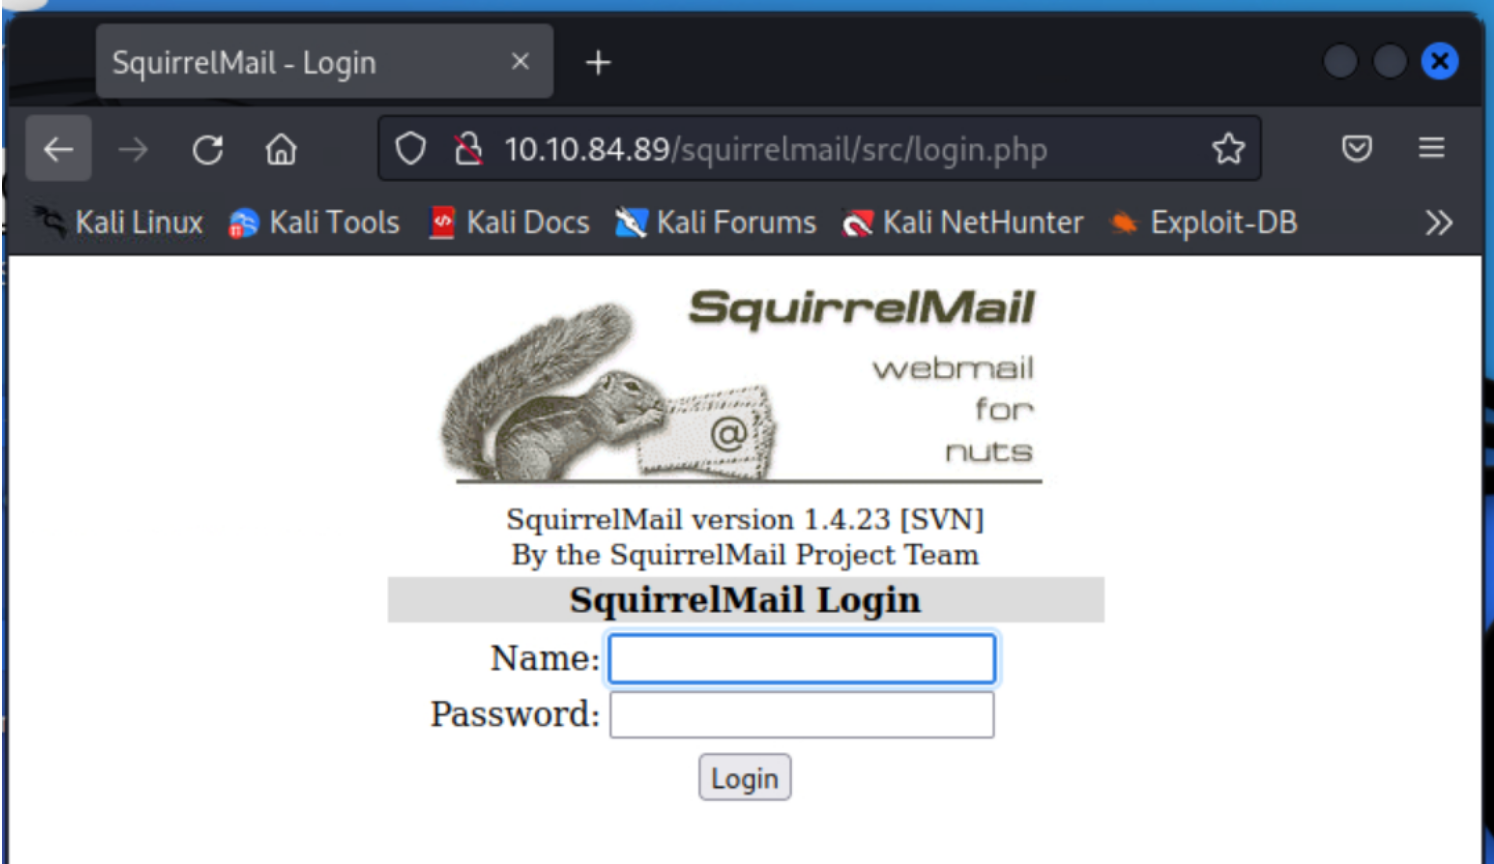 SquirrelMail - Login
10.10.84.89/squirrelmail/src/login.php
Kali Linux Kali Tools Kali Docs Kali Forums Kali NetHunter Exploit-DB
SquirrelMail
webmail
for
nuts
@
SquirrelMail version 1.4.23 [SVN]
By the SquirrelMail Project Team
SquirrelMail Login
Name:
Password:
Login